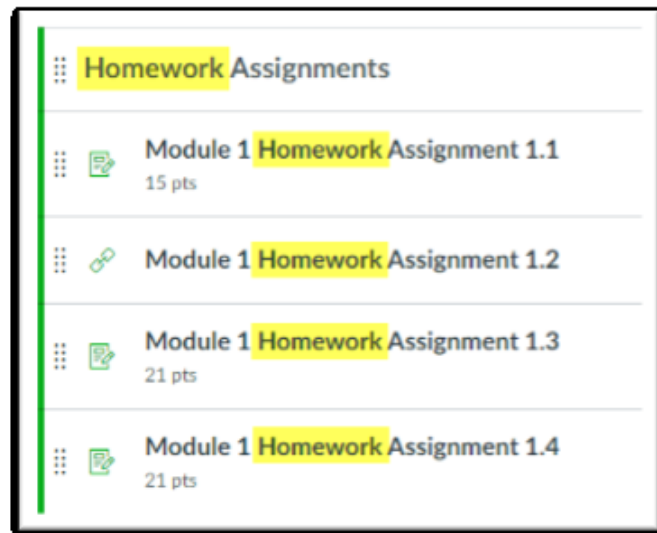 Homework Assignments
Module 1 Homework Assignment 1.1
15 pts
Module 1 Homework Assignment 1.2
Module 1 Homework Assignment 1.3
21 pts
Module 1 Homework Assignment 1.4
21 pts